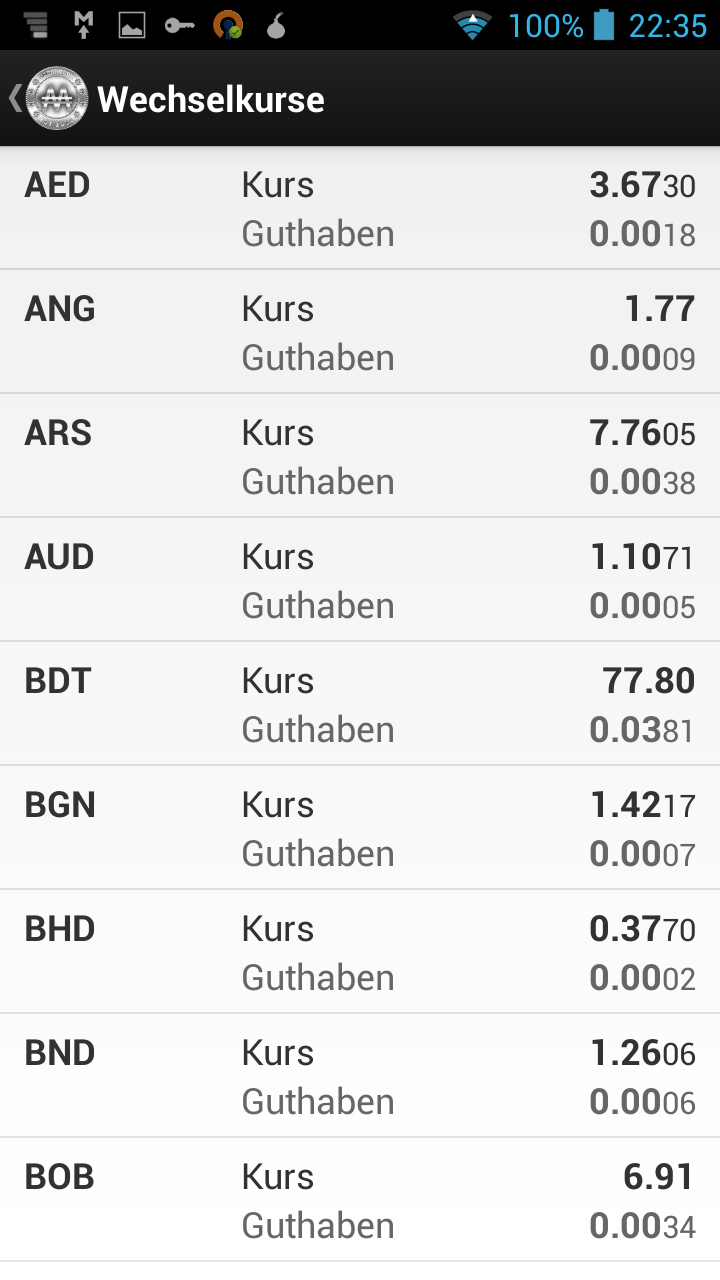 100% 22:35
Wechselkurse
AED Kurs 3.6730
Guthaben 0.0018
ANG Kurs 1.77
Guthaben 0.0009
ARS Kurs 7.7605
Guthaben 0.0038
AUD Kurs 1.1071
Guthaben 0.0005
BDT Kurs 77.80
Guthaben 0.0381
BGN Kurs 1.4217
Guthaben 0.0007
BHD Kurs 0.3770
Guthaben 0.0002
BND Kurs 1.2606
Guthaben 0.0006
BOB Kurs 6.91
Guthaben 0.0034